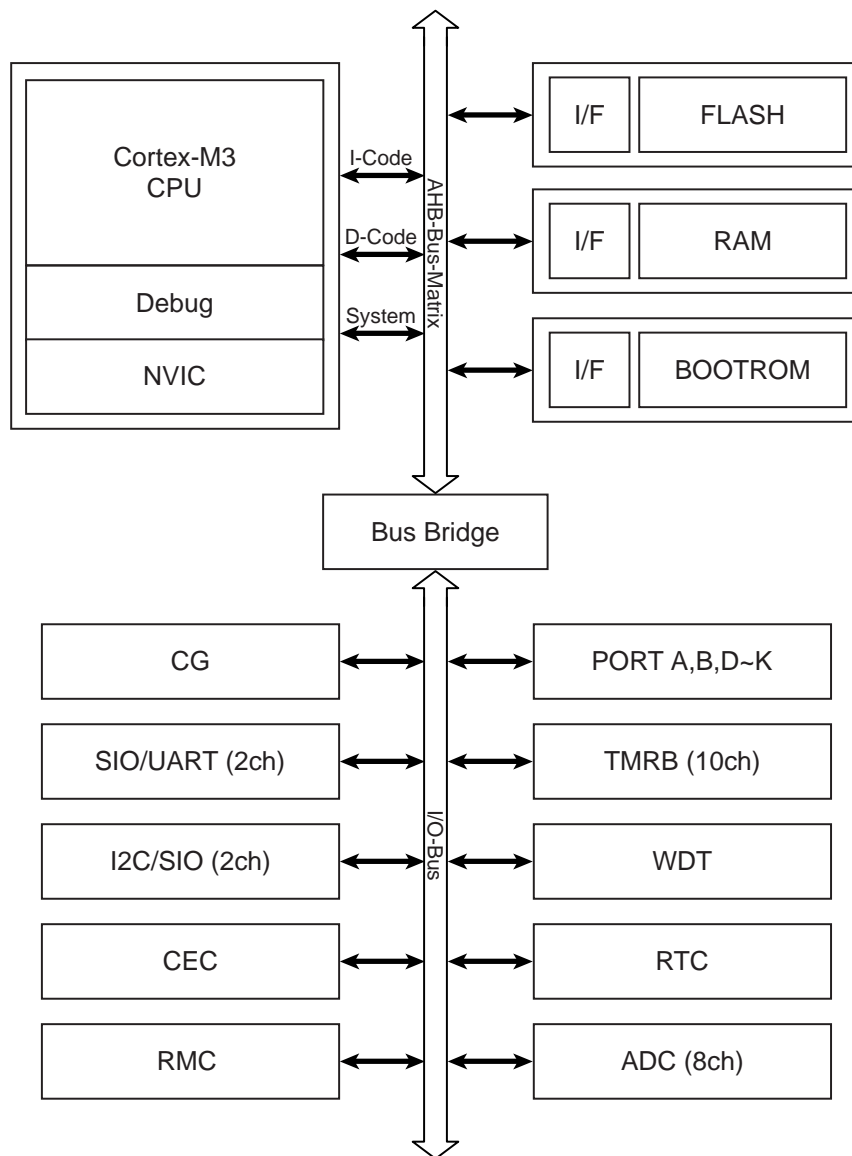 Cortex-M3
CPU
Debug
NVIC
I-Code
D-Code
System
AHB-Bus-Matrix
I/F
FLASH
I/F
RAM
I/F
BOOTROM
Bus Bridge
CG
SIO/UART (2ch)
I2C/SIO (2ch)
CEC
RMC
I/O-Bus
PORT A,B,D~K
TMRB (10ch)
WDT
RTC
ADC (8ch)